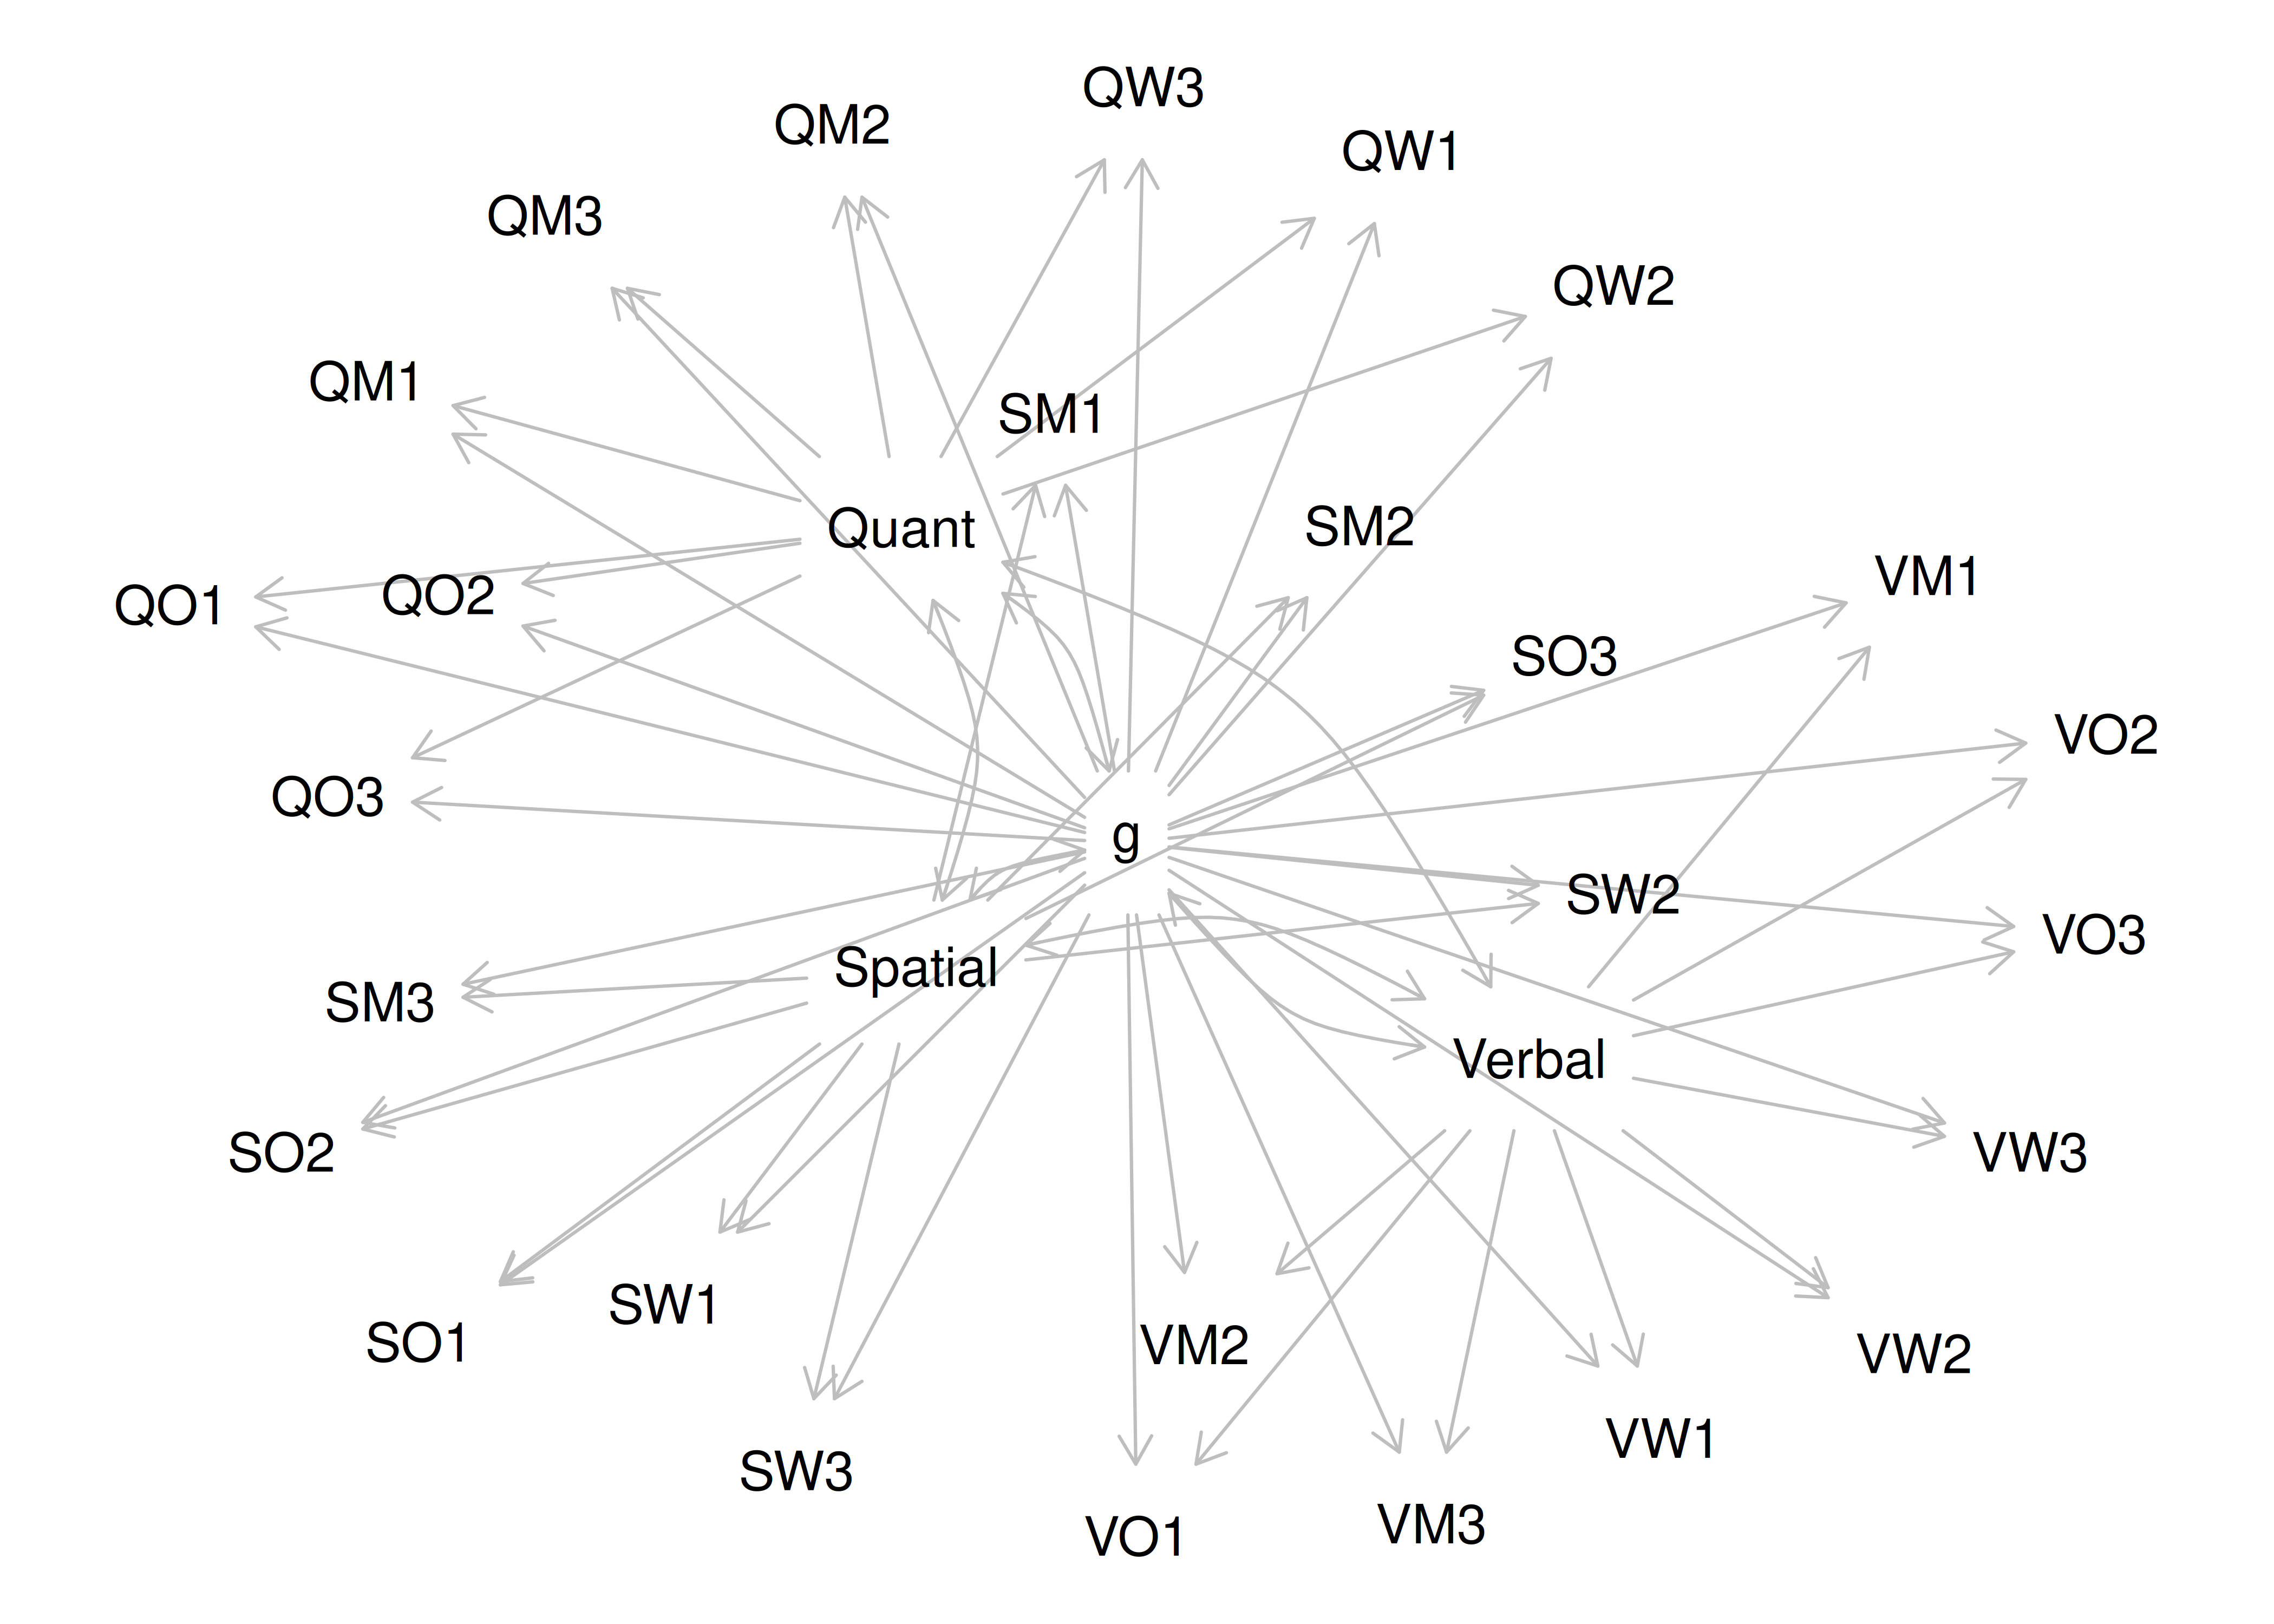 QW3
QM2
QW1
QM3
QW2
QM1
SM1
SM2
Quant
VM1
QO2
QO1
SO3
VO2
QO3
g
SW2
VO3
Spatial
SM3
Verbal
SO2
VW3
SW1
SO1
VM2
VW2
VW1
SW3
VM3
VO1